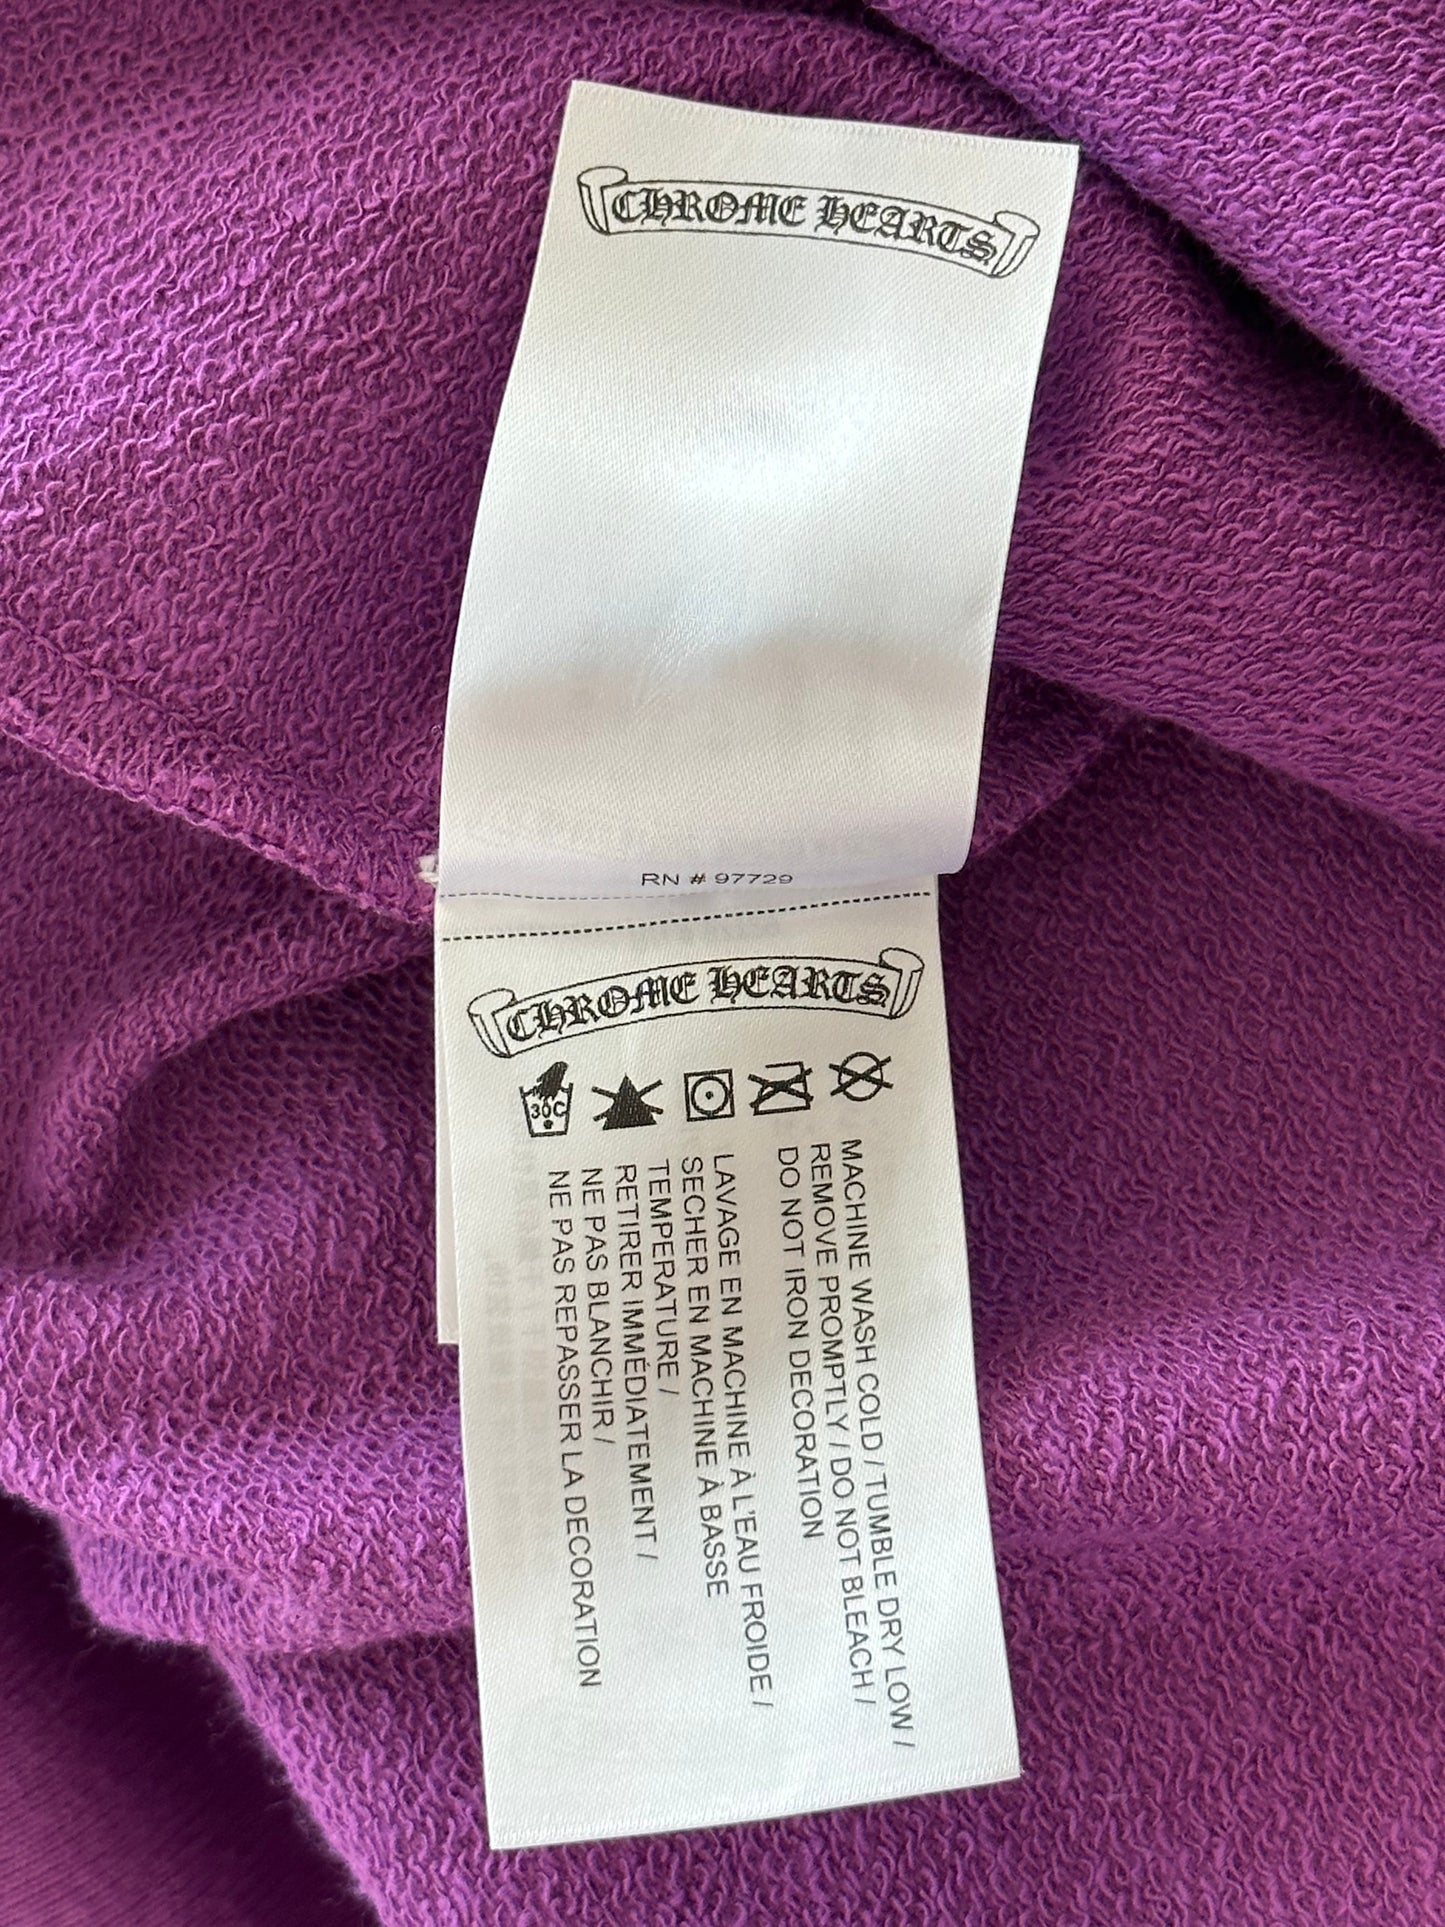 CHROME HEARTS
RN # 97729
CHROME HEARTS
30C
MACHINE WASH COLD / TUMBLE DRY LOW /
REMOVE PROMPTLY / DO NOT BLEACH /
DO NOT IRON DECORATION
LAVAGE EN MACHINE À L'EAU FROIDE /
SECHER EN MACHINE À BASSE
TEMPERATURE /
RETIRER IMMÉDIATEMENT /
NE PAS BLANCHIR /
NE PAS REPASSER LA DECORATION